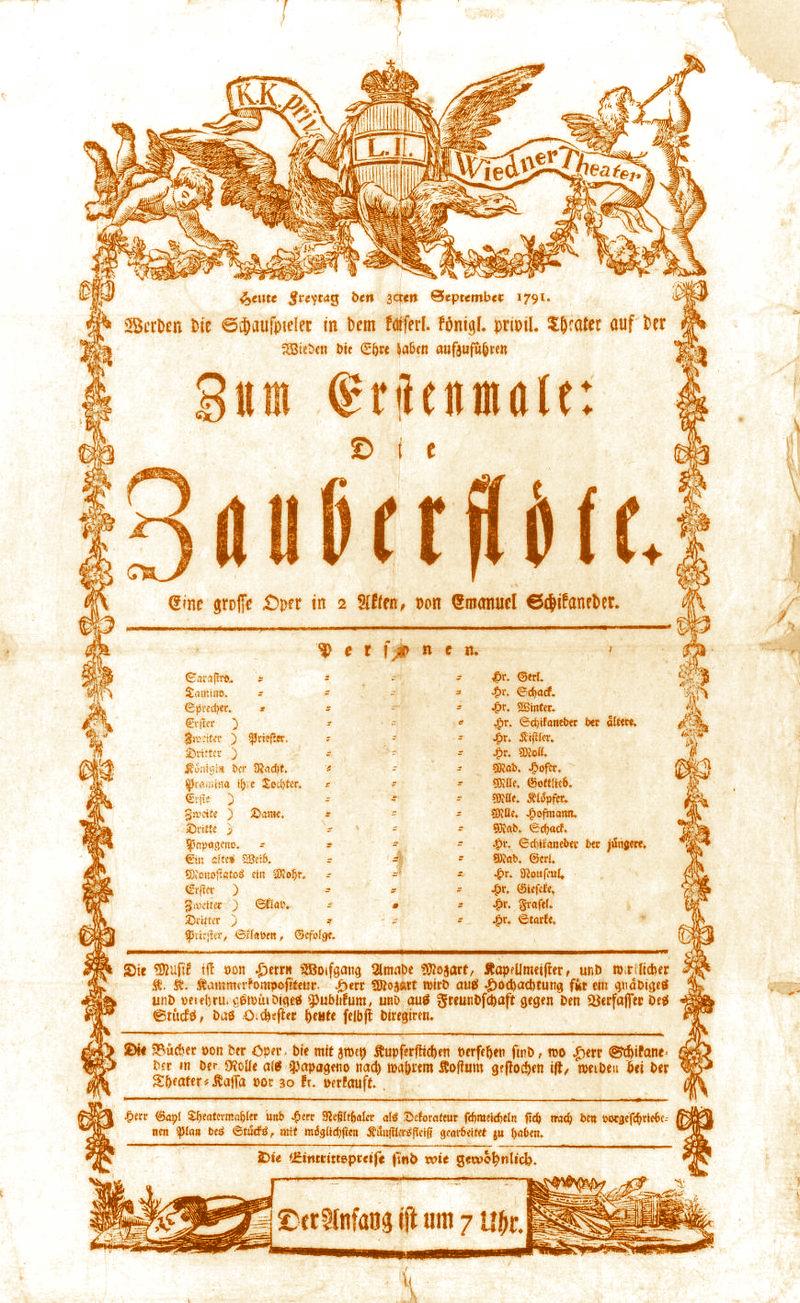 K.K. priv
L. II.
Wiedner Theater
Heute Freytag den 30ten September 1791.
Werden die Schauspieler in dem kaiserl. königl. privil. Theater auf der
Wieden die Ehre haben aufzuführen
Zum Erstenmale:
Die
Zauberflöte.
Eine grosse Oper in 2 Akten, von Emanuel Schikaneder.
Personen.
Sarastro. = = = = Hr. Gerl.
Tamino. = = = = Hr. Schack.
Sprecher. = = = = Hr. Winter.
Erster ) = = = Hr. Schikaneder der ältere.
Zweiter ) Priester. = = = Hr. Kistler.
Dritter ) = = = Hr. Moll.
Königin der Nacht. = = = Mad. Hofer.
Pramina ihre Tochter. = = = Mlle. Gottlieb.
Erste ) = = = Mlle. Klöpfer.
Zweite ) Dame. = = = Mlle. Hofmann.
Dritte ) = = = Mad. Schack.
Papageno. = = = = Hr. Schikaneder der jüngere.
Ein altes Weib. = = = Mad. Gerl.
Monostatos ein Mohr. = = = Hr. Nouseul.
Erster ) = = = Hr. Gieseke.
Zweiter ) Sklav. = = = Hr. Frasel.
Dritter ) = = = Hr. Starke.
Priester, Sklaven, Gefolge.
Die Musik ist von Herrn Wolfgang Amade Mozart, Kapellmeister, und wirklicher
K. K. Kammerkompositeur. Herr Mozart wird aus Hochachtung für ein gnädiges
und verehrungswürdiges Publikum, und aus Freundschaft gegen den Verfasser des
Stücks, das Orchester heute selbst diregiren.
Die Bücher von der Oper, die mit zwey Kupferstichen versehen sind, wo Herr Schikane-
der in der Rolle als Papageno nach wahrem Kostum gestochen ist, werden bei der
Theater-Kassa vor 30 kr. verkauft.
Herr Gayl Theatermahler und Herr Neßlthaler als Dekorateur schmeicheln sich nach den vorgeschriebe-
nen Plan des Stücks, mit möglichsten Künstlersfleiß gearbeitet zu haben.
Die Eintrittspreise sind wie gewöhnlich.
Der Anfang ist um 7 Uhr.